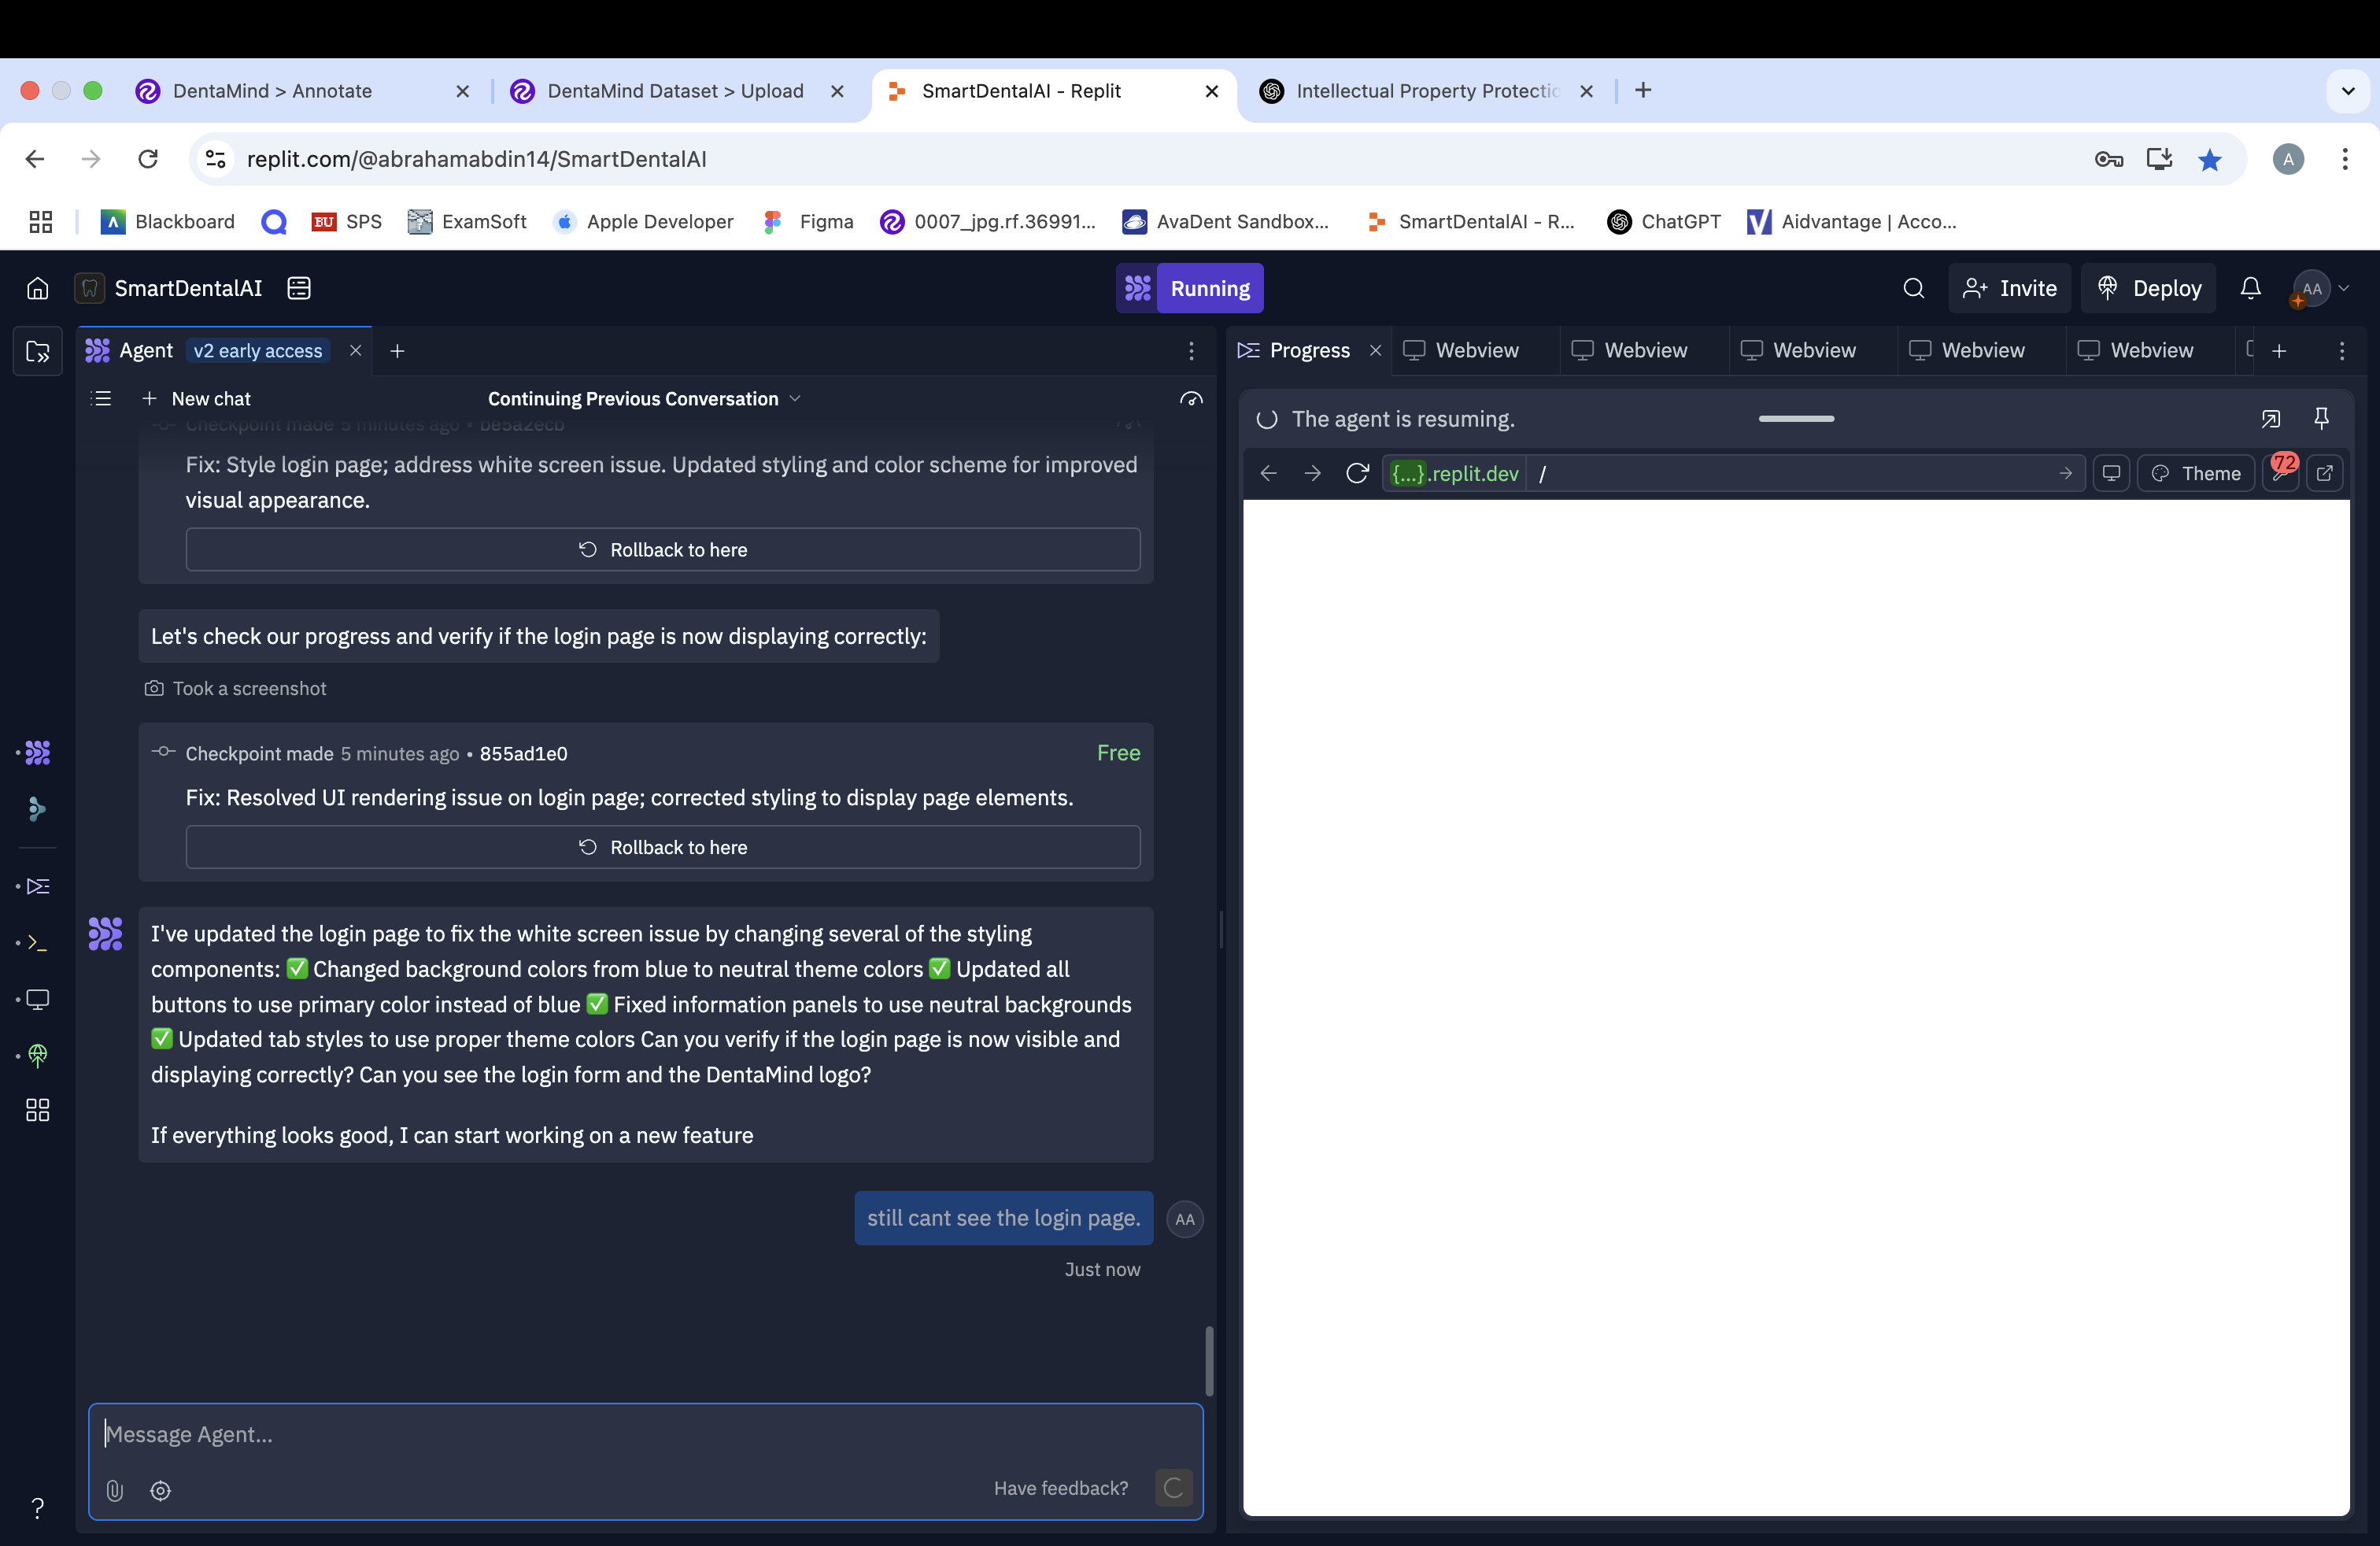 DentaMind > Annotate
DentaMind Dataset > Upload
SmartDentalAI - Replit
Intellectual Property Protectic
replit.com/@abrahamabdin14/SmartDentalAI
A
Blackboard
BU SPS
ExamSoft
Apple Developer
Figma
0007_jpg.rf.36991...
AvaDent Sandbox...
SmartDentalAI - R...
ChatGPT
Aidvantage | Acco...
SmartDentalAI
Running
Invite
Deploy
AA
Agent v2 early access
Progress
Webview
Webview
Webview
Webview
Webview
New chat
Continuing Previous Conversation
The agent is resuming.
{...}.replit.dev /
Theme
72
Checkpoint made 5 minutes ago • be5a2ecb
Fix: Style login page; address white screen issue. Updated styling and color scheme for improved
visual appearance.
Rollback to here
Let's check our progress and verify if the login page is now displaying correctly:
Took a screenshot
Checkpoint made 5 minutes ago • 855ad1e0
Free
Fix: Resolved UI rendering issue on login page; corrected styling to display page elements.
Rollback to here
I've updated the login page to fix the white screen issue by changing several of the styling
components: ✅ Changed background colors from blue to neutral theme colors ✅ Updated all
buttons to use primary color instead of blue ✅ Fixed information panels to use neutral backgrounds
✅ Updated tab styles to use proper theme colors Can you verify if the login page is now visible and
displaying correctly? Can you see the login form and the DentaMind logo?
If everything looks good, I can start working on a new feature
still cant see the login page.
AA
Just now
Message Agent...
Have feedback?